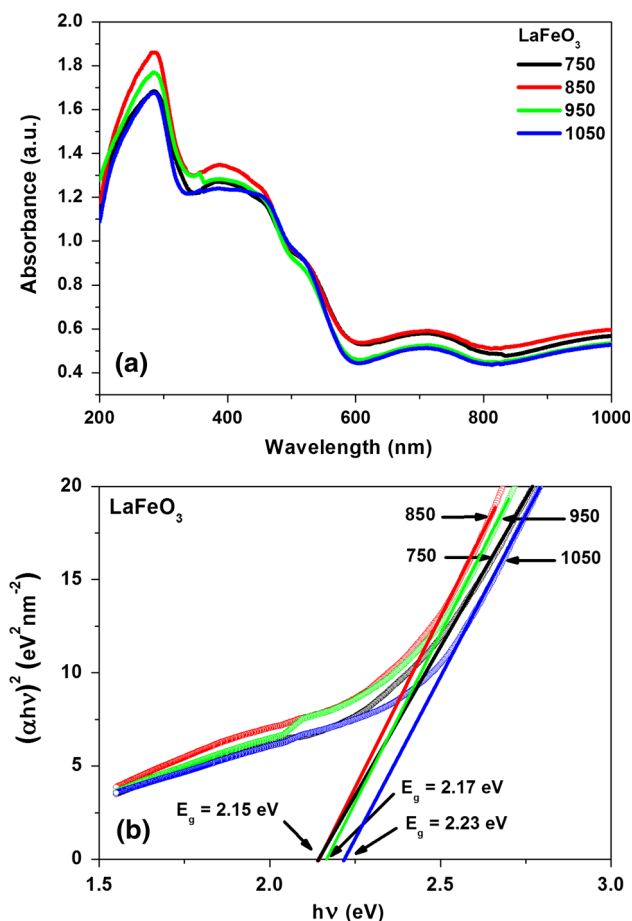 LaFeO3
750
850
950
1050
2.0
1.8
1.6
1.4
1.2
1.0
0.8
0.6
0.4
Absorbance (a.u.)
(a)
200 400 600 800 1000
Wavelength (nm)
LaFeO3
20
15
10
5
0
(αhν)2 (eV2nm-2)
850 950
750 1050
Eg = 2.15 eV
Eg = 2.17 eV
Eg = 2.23 eV
(b)
1.5 2.0 2.5 3.0
hν (eV)